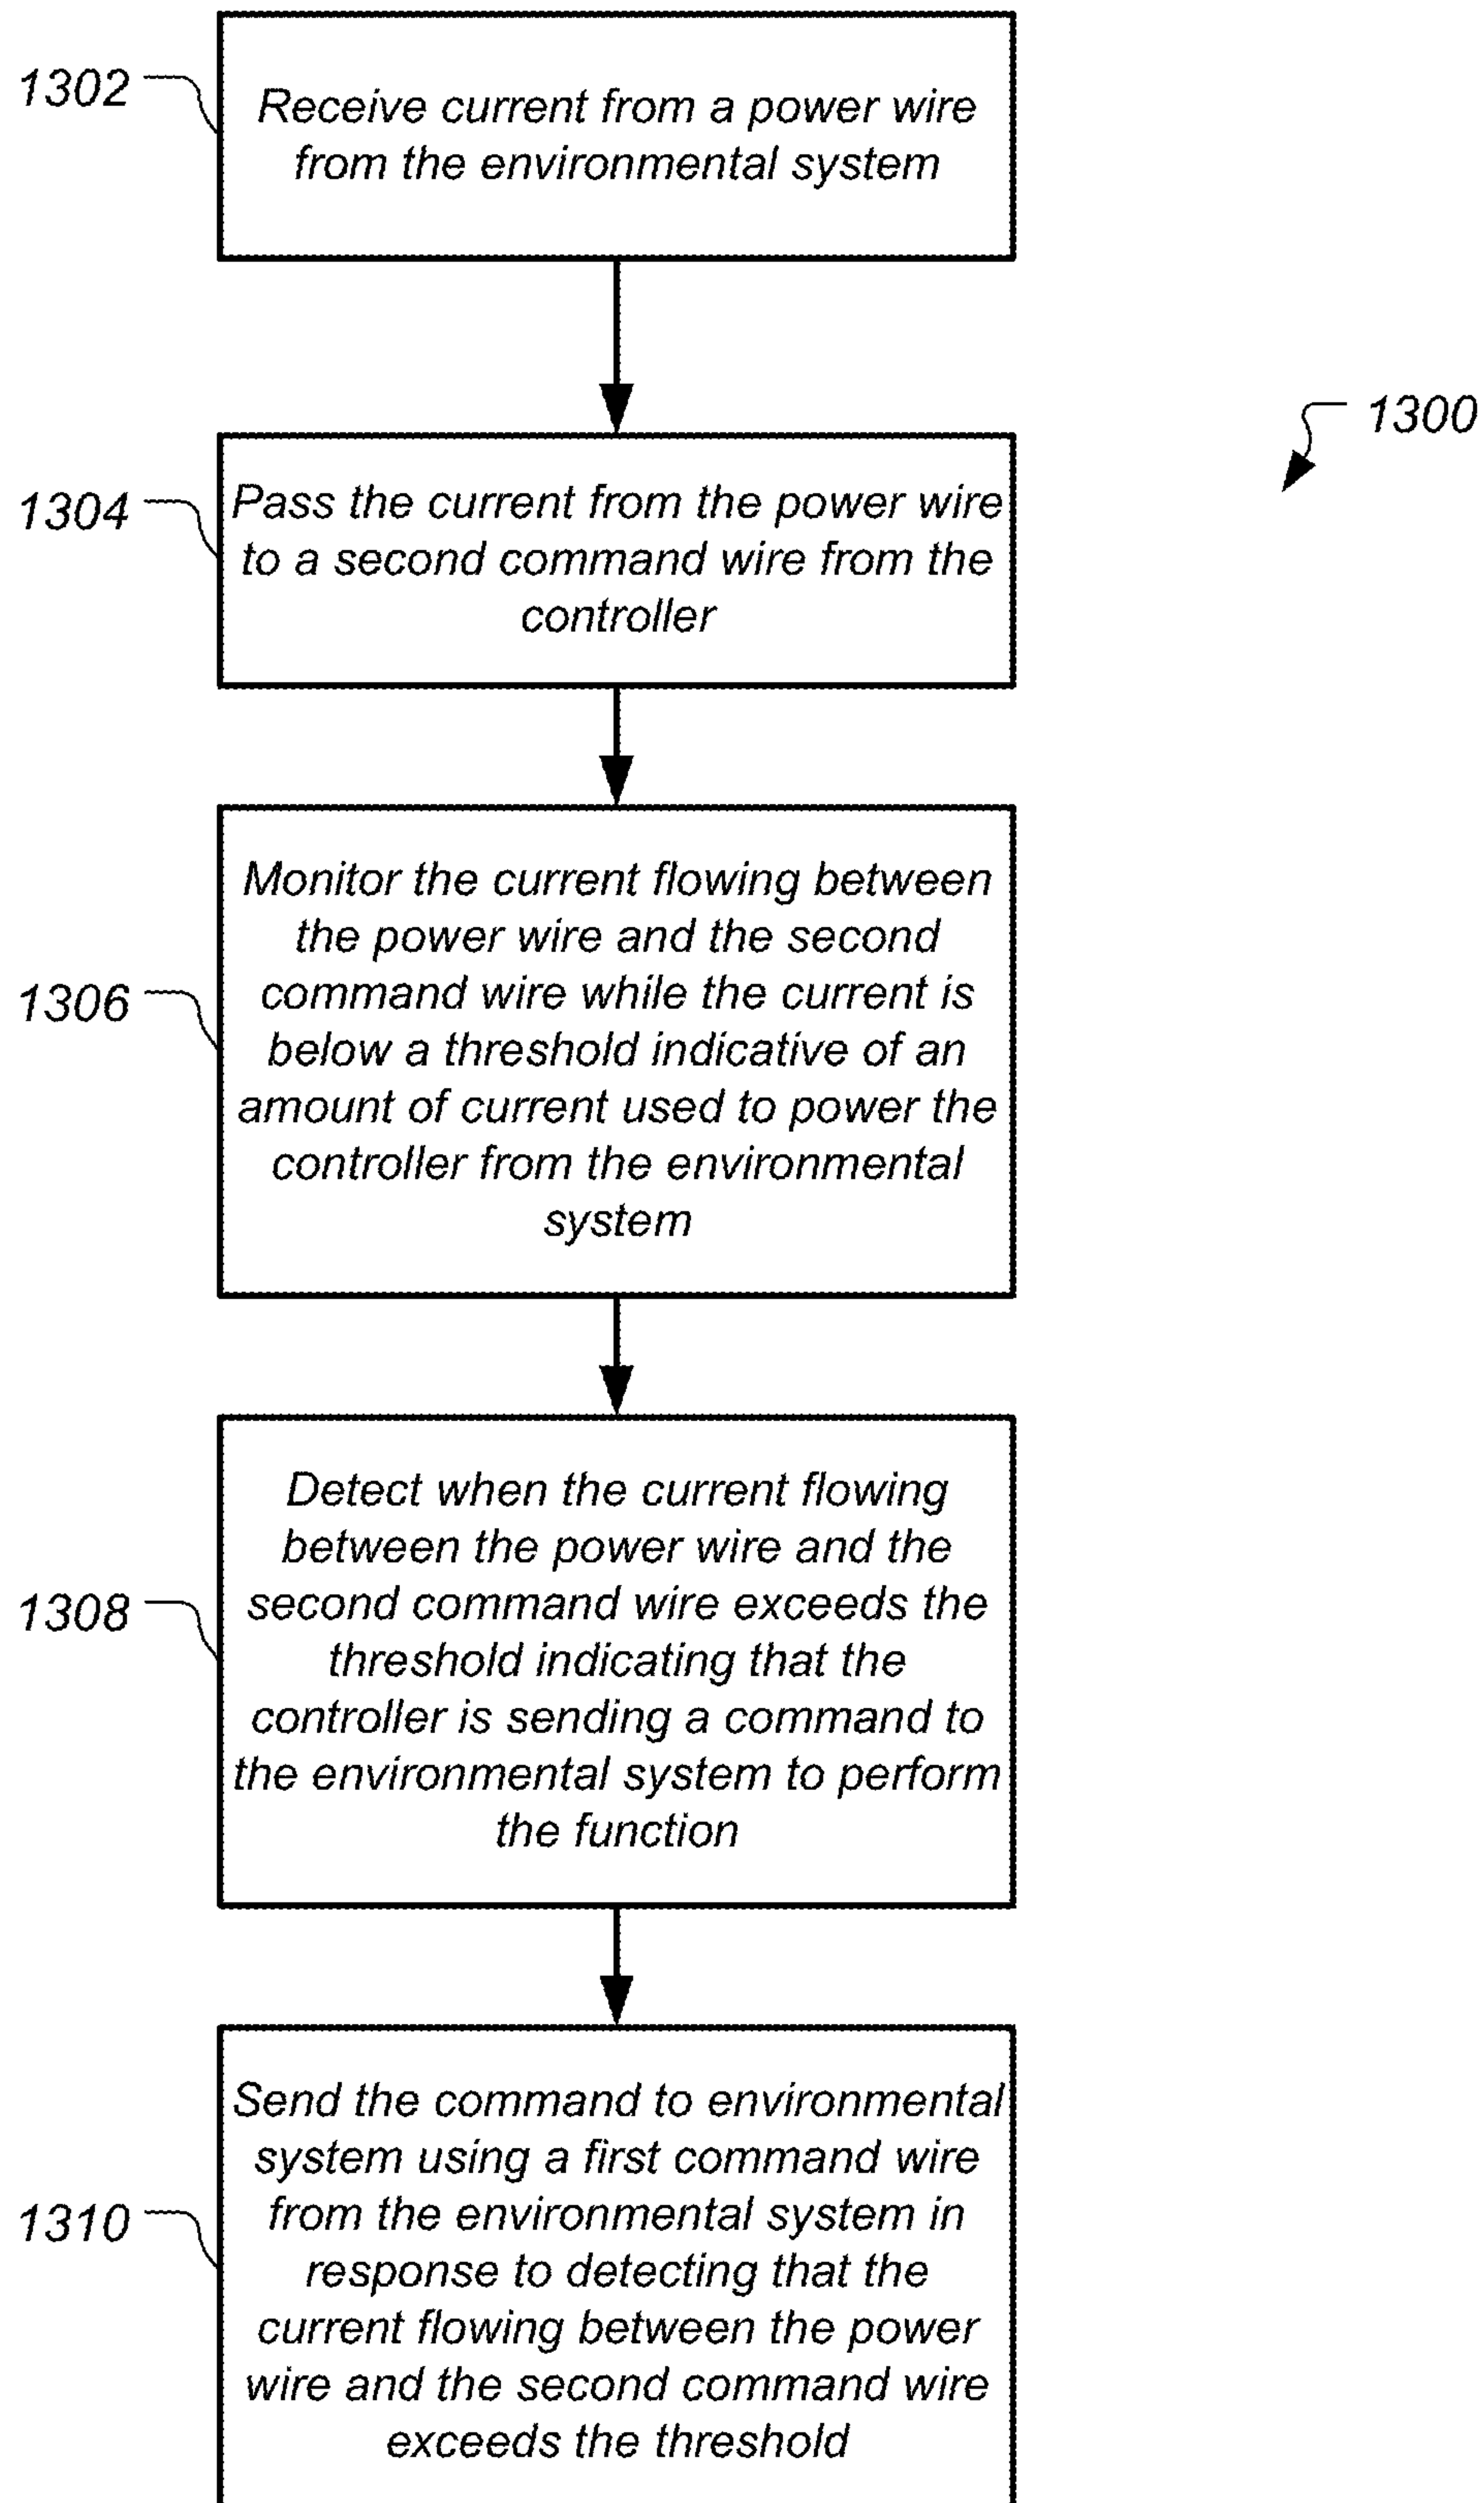 1302
Receive current from a power wire
from the environmental system
1300
1304
Pass the current from the power wire
to a second command wire from the
controller
1306
Monitor the current flowing between
the power wire and the second
command wire while the current is
below a threshold indicative of an
amount of current used to power the
controller from the environmental
system
1308
Detect when the current flowing
between the power wire and the
second command wire exceeds the
threshold indicating that the
controller is sending a command to
the environmental system to perform
the function
1310
Send the command to environmental
system using a first command wire
from the environmental system in
response to detecting that the
current flowing between the power
wire and the second command wire
exceeds the threshold